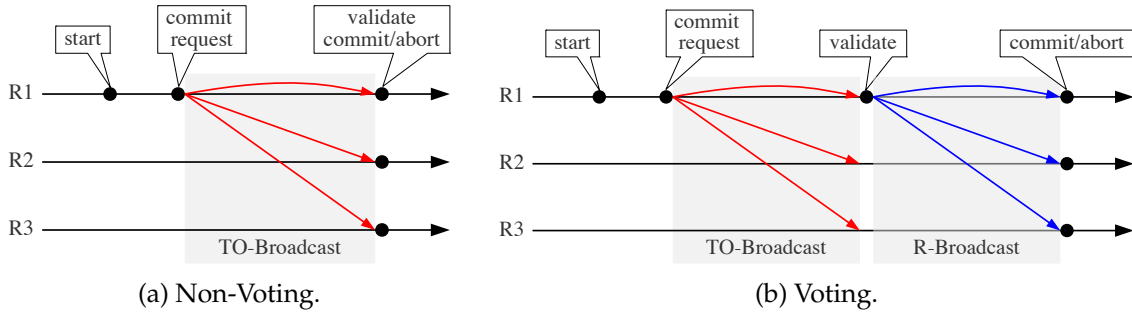 start
commit
request
validate
commit/abort
R1
R2
R3
TO-Broadcast
(a) Non-Voting.
start
commit
request
validate
commit/abort
R1
R2
R3
TO-Broadcast
R-Broadcast
(b) Voting.